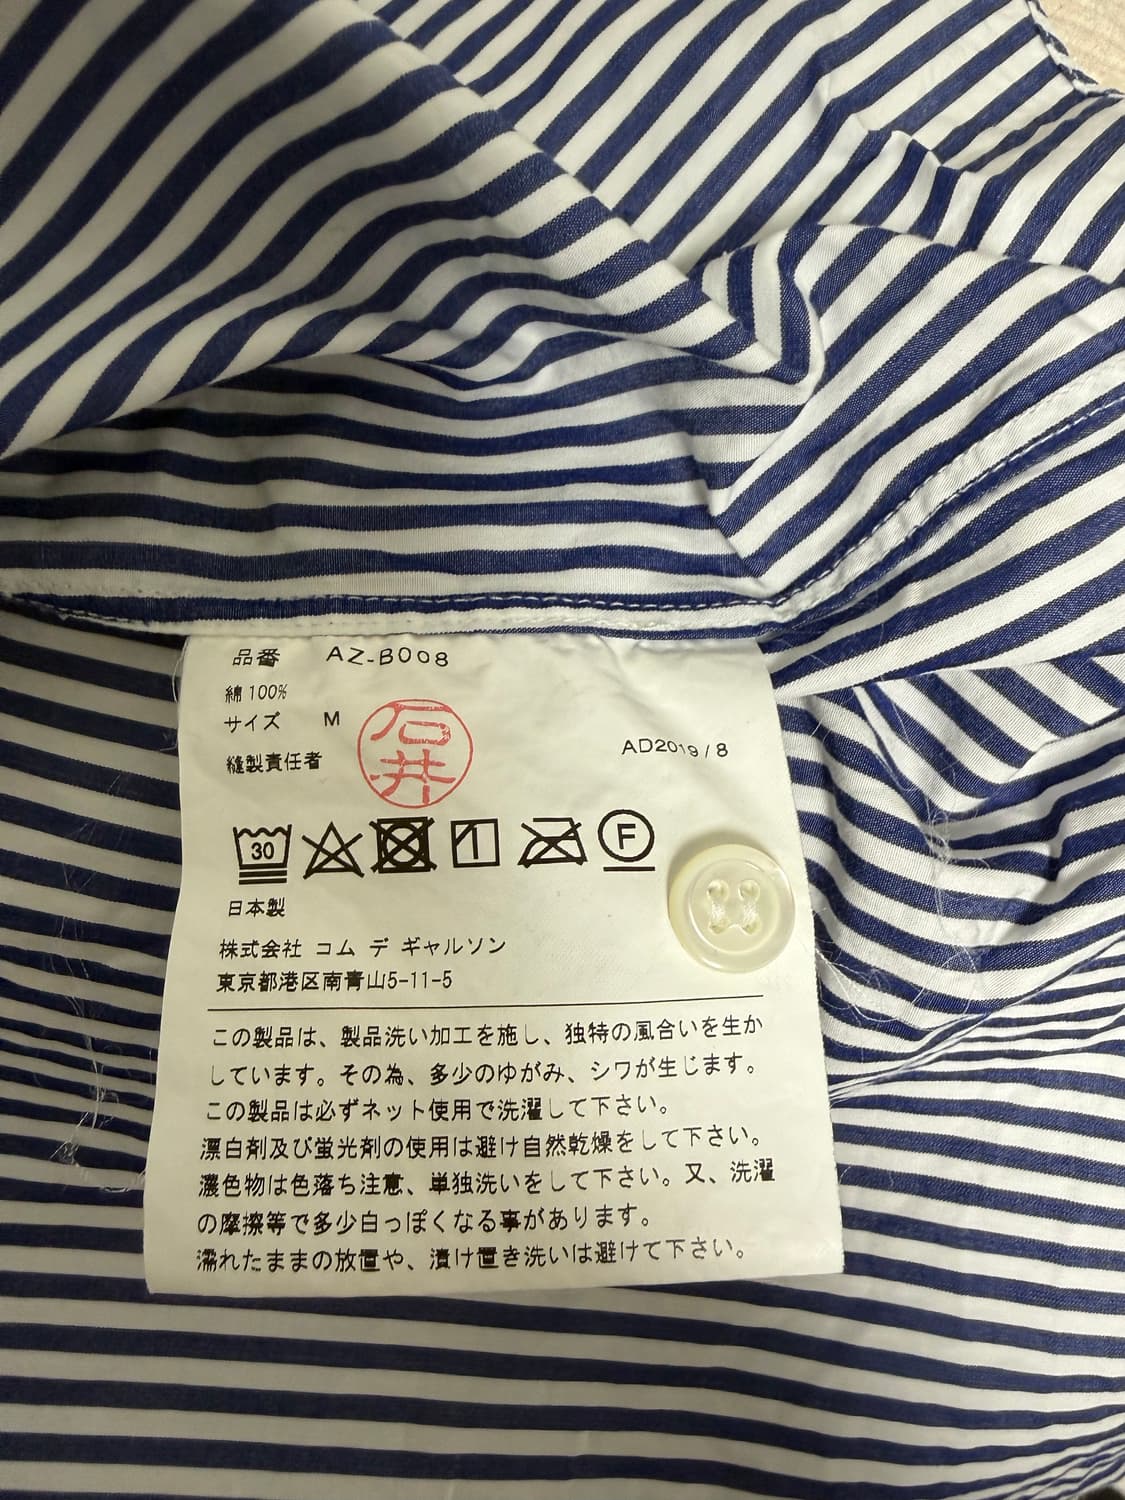 品番 AZ-B008
綿100%
サイズ M
縫製責任者 石井
AD2019/8
30 1 F
日本製
株式会社 コム デ ギャルソン
東京都港区南青山5-11-5
この製品は、製品洗い加工を施し、独特の風合いを生か
しています。その為、多少のゆがみ、シワが生じます。
この製品は必ずネット使用で洗濯して下さい。
漂白剤及び蛍光剤の使用は避け自然乾燥をして下さい。
濃色物は色落ち注意、単独洗いをして下さい。又、洗濯
の摩擦等で多少白っぽくなる事があります。
濡れたままの放置や、漬け置き洗いは避けて下さい。